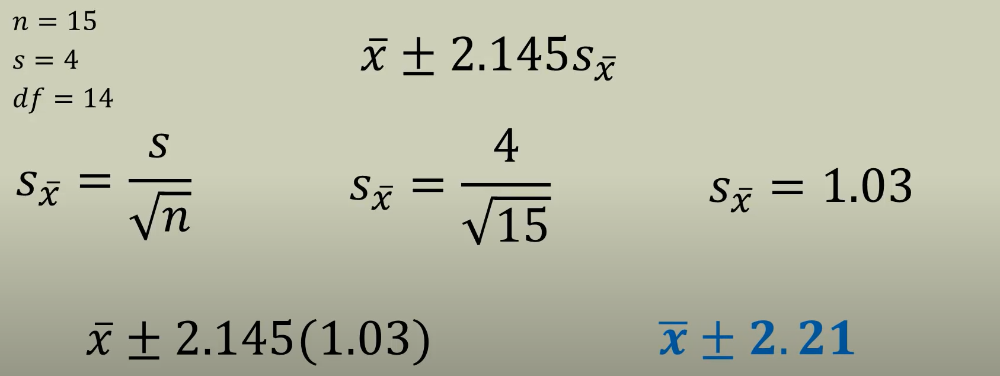 n = 15
x̄ ± 2.145s_x̄
s = 4
df = 14
s_x̄ = s/√n
s_x̄ = 4/√15
s_x̄ = 1.03
x̄ ± 2.145(1.03)
x̄ ± 2.21